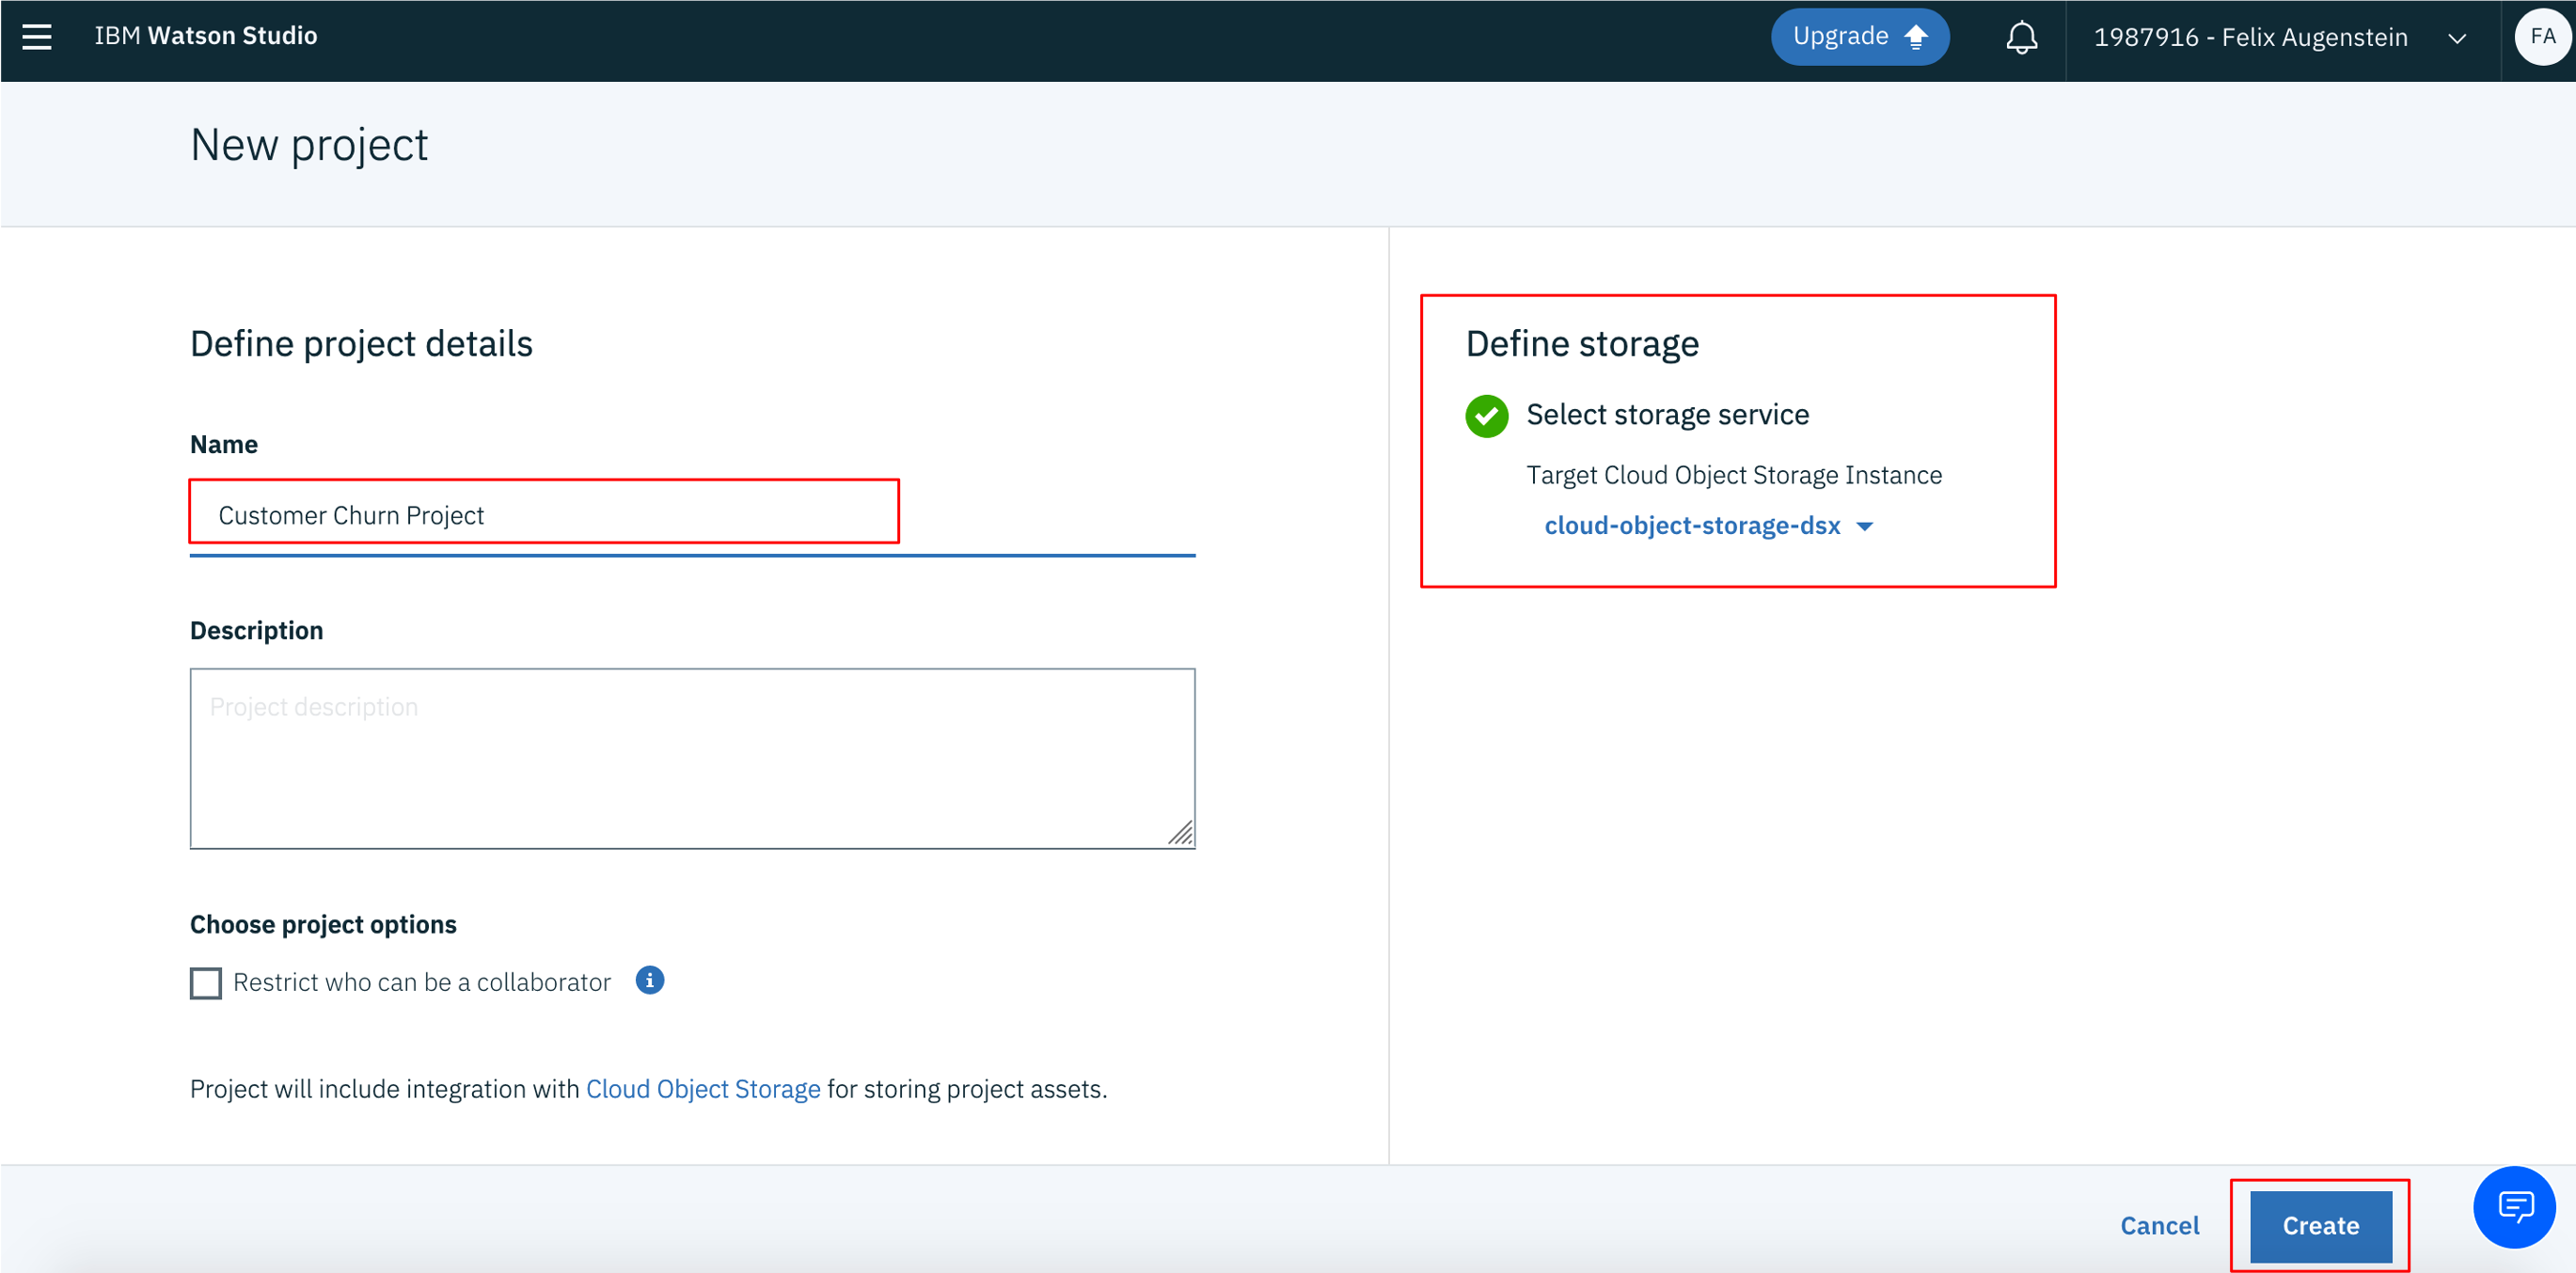 IBM Watson Studio
Upgrade
1987916 - Felix Augenstein
FA
New project
Define project details
Name
Customer Churn Project
Description
Project description
Choose project options
Restrict who can be a collaborator
Project will include integration with Cloud Object Storage for storing project assets.
Define storage
Select storage service
Target Cloud Object Storage Instance
cloud-object-storage-dsx
Cancel
Create